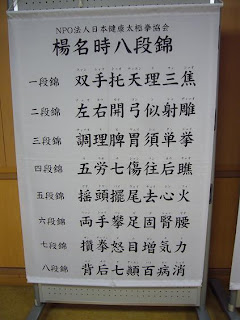 NPO法人日本健康太極拳協会
楊名時八段錦
一段錦 双手托天理三焦
二段錦 左右開弓似射雕
三段錦 調理脾胃須単挙
四段錦 五労七傷往后瞧
五段錦 揺頭擺尾去心火
六段錦 両手攀足固腎腰
七段錦 攢拳怒目増気力
八段錦 背后七顛百病消